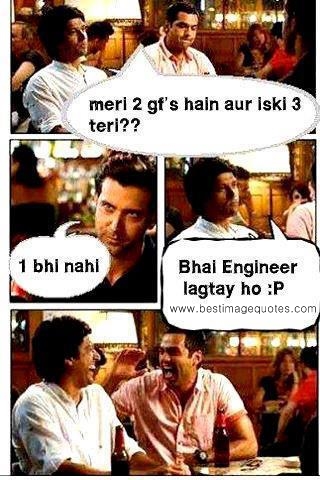 meri 2 gf's hain aur iski 3
teri??
1 bhi nahi
Bhai Engineer
lagtay ho :P
www.bestimagequotes.com